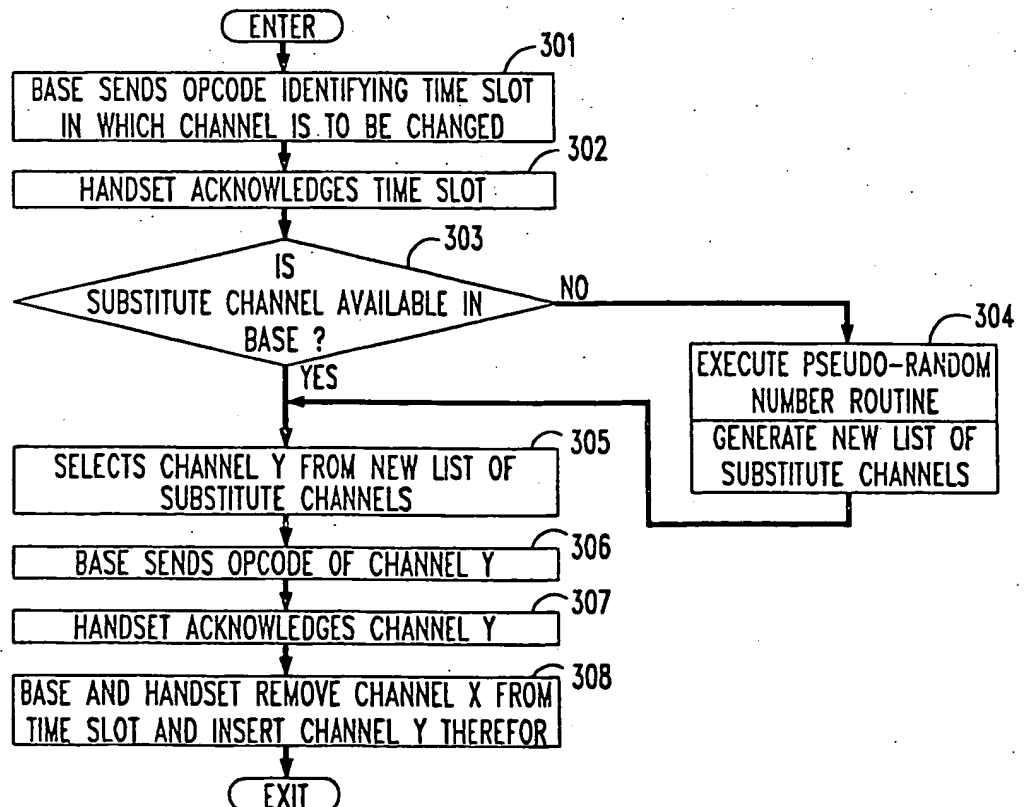 ENTER
301
BASE SENDS OPCODE IDENTIFYING TIME SLOT
IN WHICH CHANNEL IS TO BE CHANGED
302
HANDSET ACKNOWLEDGES TIME SLOT
303
IS
SUBSTITUTE CHANNEL AVAILABLE IN
BASE ?
NO
YES
304
EXECUTE PSEUDO-RANDOM
NUMBER ROUTINE
GENERATE NEW LIST OF
SUBSTITUTE CHANNELS
305
SELECTS CHANNEL Y FROM NEW LIST OF
SUBSTITUTE CHANNELS
306
BASE SENDS OPCODE OF CHANNEL Y
307
HANDSET ACKNOWLEDGES CHANNEL Y
308
BASE AND HANDSET REMOVE CHANNEL X FROM
TIME SLOT AND INSERT CHANNEL Y THEREFOR
EXIT